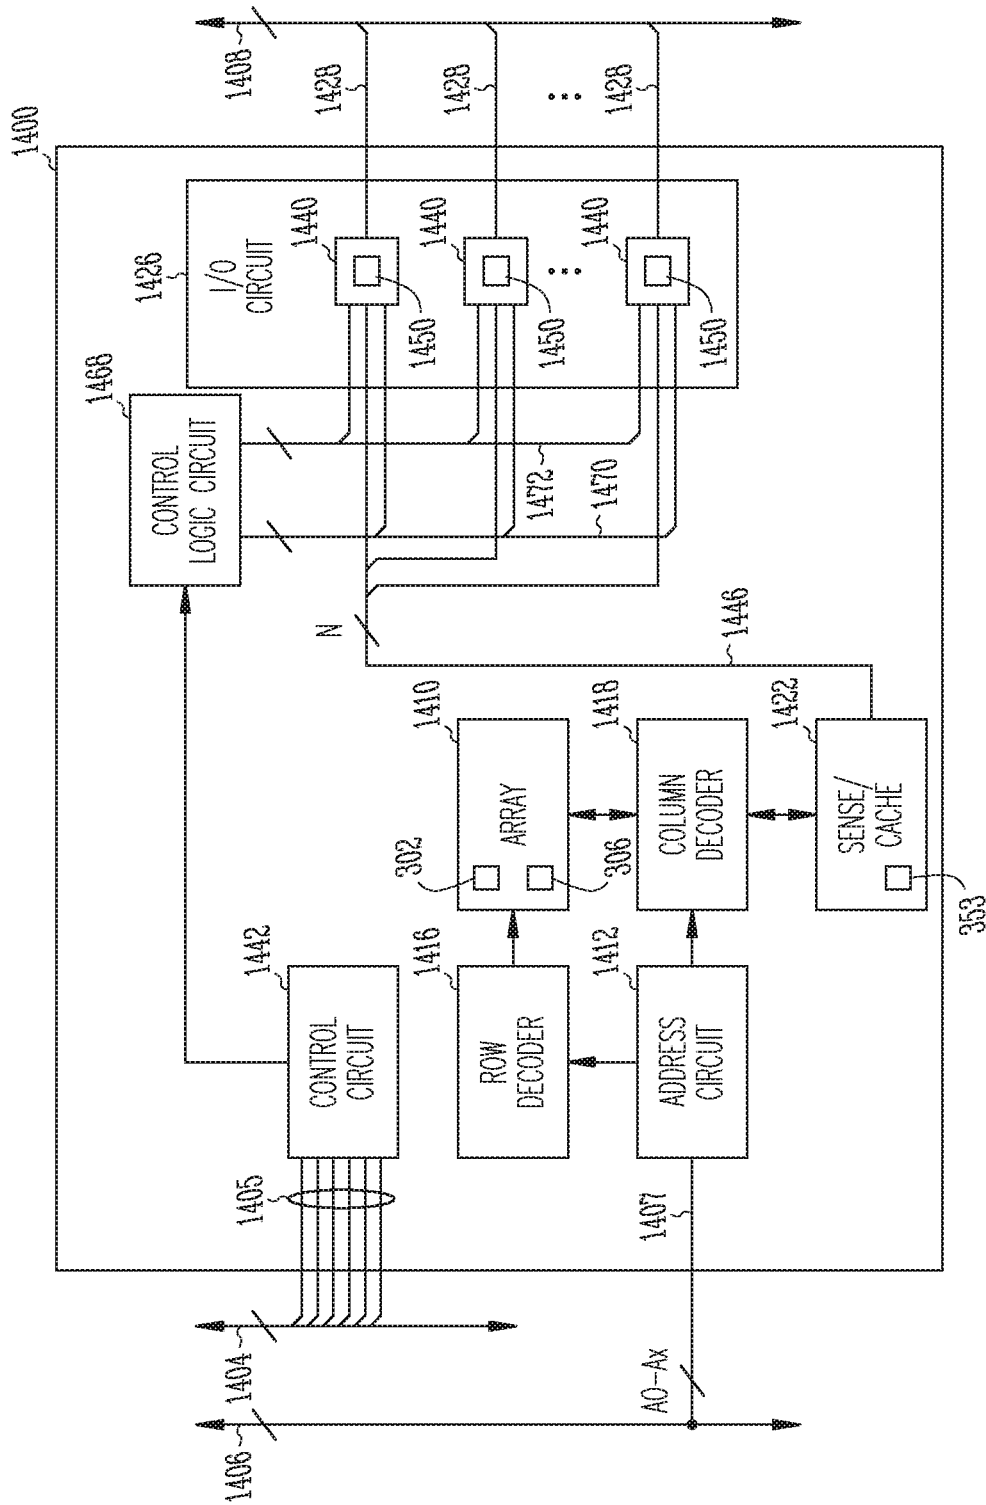 1400
1406
1404
1408
1405
1407
A0-Ax
1442
CONTROL
CIRCUIT
1468
CONTROL
LOGIC CIRCUIT
1426
I/O
CIRCUIT
1440
1450
1428
1440
1450
1428
1440
1450
1428
1472
1470
N
1446
1416
ROW
DECODER
1410
ARRAY
302
306
1412
ADDRESS
CIRCUIT
1418
COLUMN
DECODER
1422
SENSE/
CACHE
353